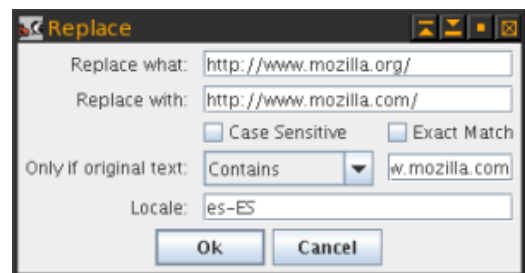 Replace
Replace what: http://www.mozilla.org/
Replace with: http://www.mozilla.com/
Case Sensitive Exact Match
Only if original text: Contains w.mozilla.com
Locale: es-ES
Ok Cancel